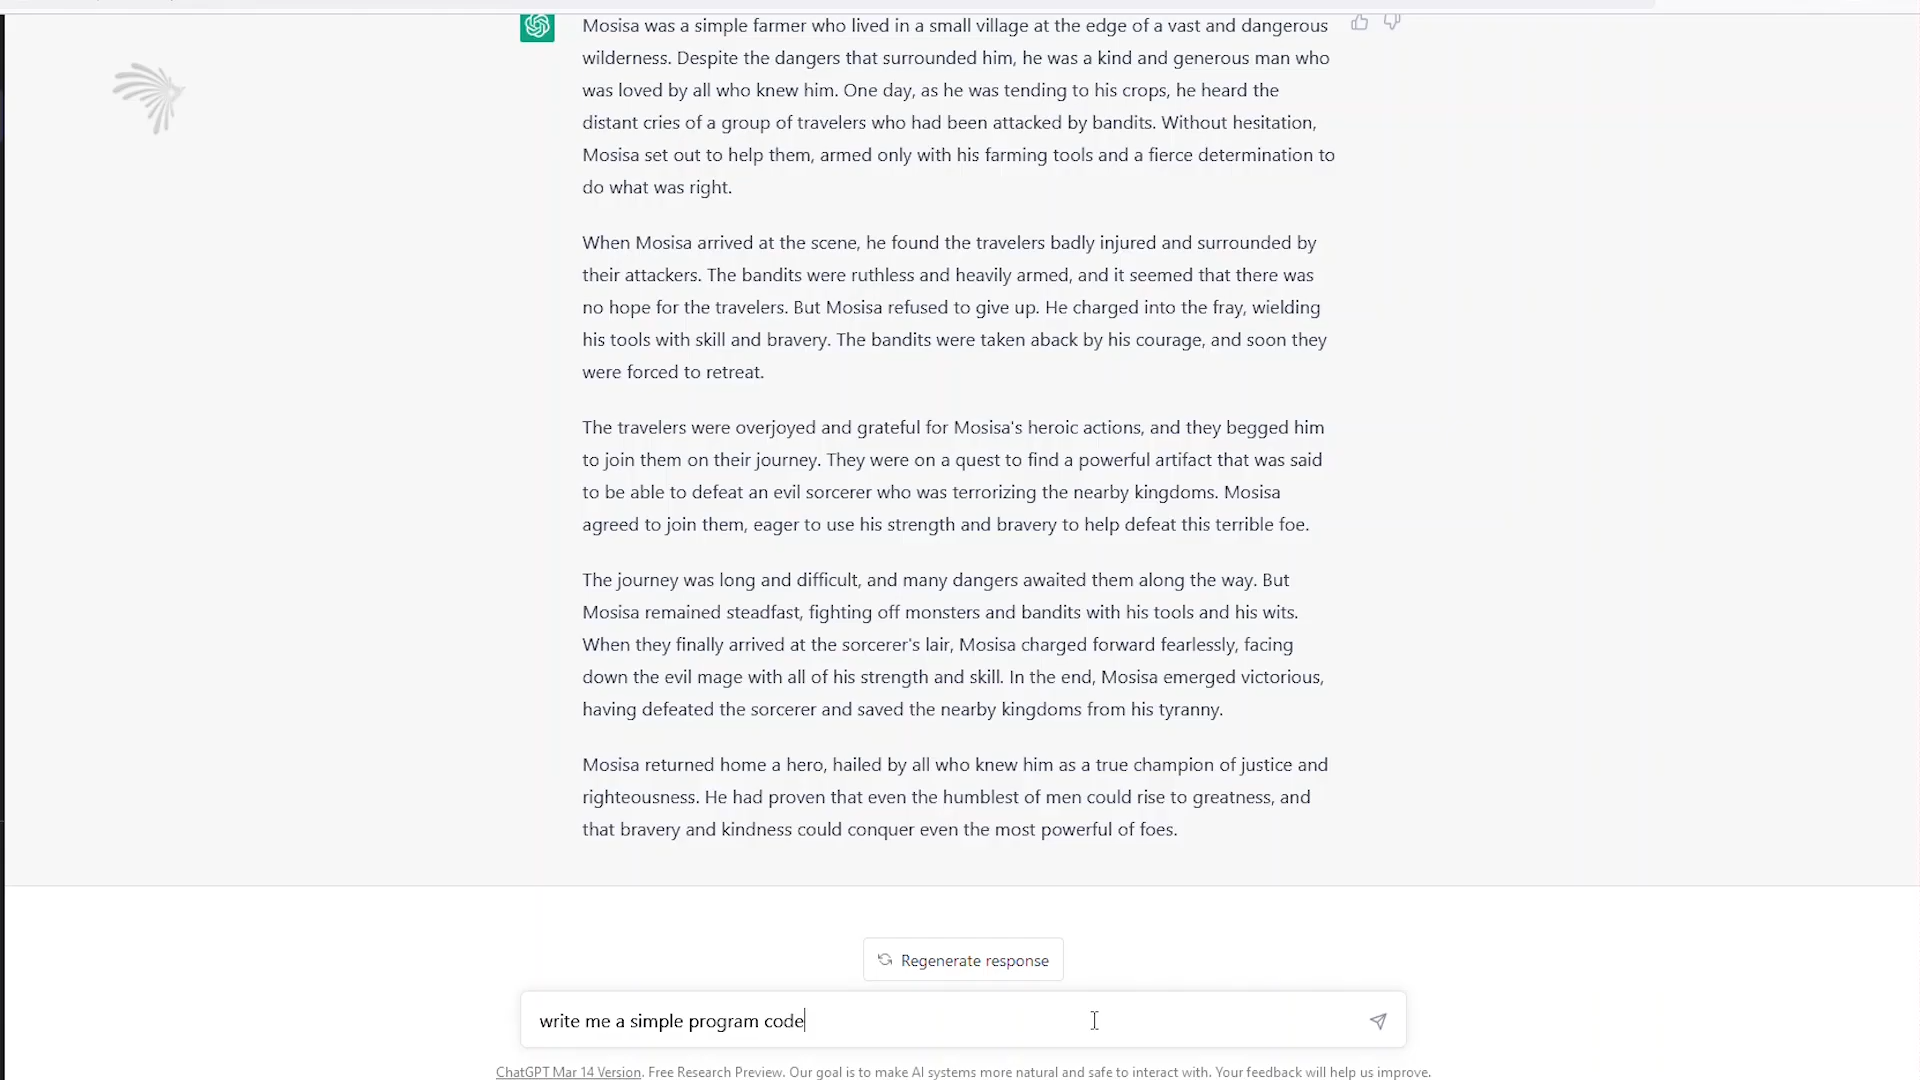 Mosisa was a simple farmer who lived in a small village at the edge of a vast and dangerous
wilderness. Despite the dangers that surrounded him, he was a kind and generous man who
was loved by all who knew him. One day, as he was tending to his crops, he heard the
distant cries of a group of travelers who had been attacked by bandits. Without hesitation,
Mosisa set out to help them, armed only with his farming tools and a fierce determination to
do what was right.
When Mosisa arrived at the scene, he found the travelers badly injured and surrounded by
their attackers. The bandits were ruthless and heavily armed, and it seemed that there was
no hope for the travelers. But Mosisa refused to give up. He charged into the fray, wielding
his tools with skill and bravery. The bandits were taken aback by his courage, and soon they
were forced to retreat.
The travelers were overjoyed and grateful for Mosisa's heroic actions, and they begged him
to join them on their journey. They were on a quest to find a powerful artifact that was said
to be able to defeat an evil sorcerer who was terrorizing the nearby kingdoms. Mosisa
agreed to join them, eager to use his strength and bravery to help defeat this terrible foe.
The journey was long and difficult, and many dangers awaited them along the way. But
Mosisa remained steadfast, fighting off monsters and bandits with his tools and his wits.
When they finally arrived at the sorcerer's lair, Mosisa charged forward fearlessly, facing
down the evil mage with all of his strength and skill. In the end, Mosisa emerged victorious,
having defeated the sorcerer and saved the nearby kingdoms from his tyranny.
Mosisa returned home a hero, hailed by all who knew him as a true champion of justice and
righteousness. He had proven that even the humblest of men could rise to greatness, and
that bravery and kindness could conquer even the most powerful of foes.
Regenerate response
write me a simple program code
ChatGPT Mar 14 Version. Free Research Preview. Our goal is to make AI systems more natural and safe to interact with. Your feedback will help us improve.